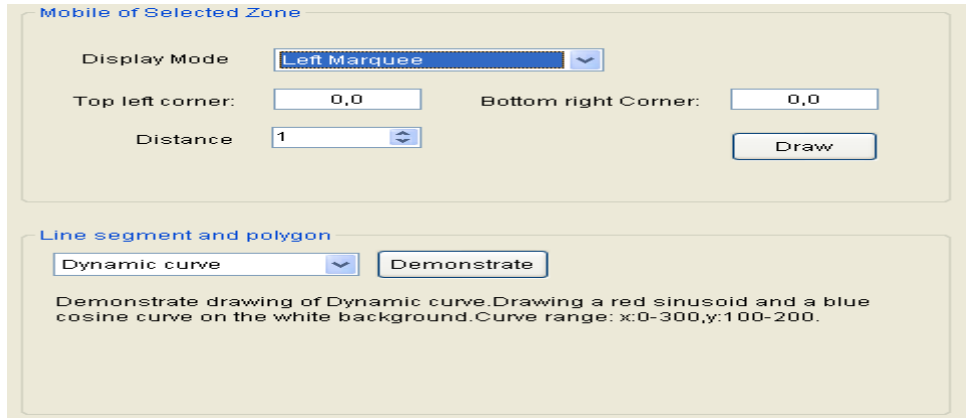 Mobile of Selected Zone
Display Mode Left Marquee
Top left corner: 0,0 Bottom right Corner: 0,0
Distance 1 Draw
Line segment and polygon
Dynamic curve Demonstrate
Demonstrate drawing of Dynamic curve.Drawing a red sinusoid and a blue
cosine curve on the white background.Curve range: x:0-300,y:100-200.